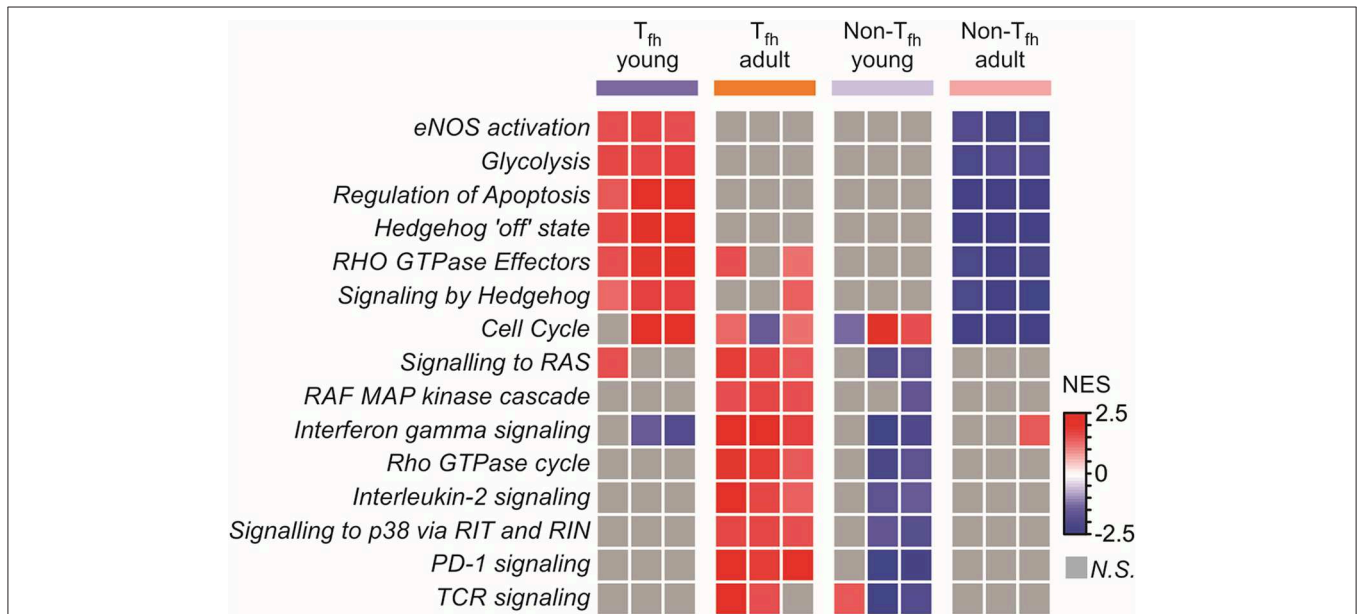 Tfh young
Tfh adult
Non-Tfh young
Non-Tfh adult
eNOS activation
Glycolysis
Regulation of Apoptosis
Hedgehog 'off' state
RHO GTPase Effectors
Signaling by Hedgehog
Cell Cycle
Signalling to RAS
RAF MAP kinase cascade
Interferon gamma signaling
Rho GTPase cycle
Interleukin-2 signaling
Signalling to p38 via RIT and RIN
PD-1 signaling
TCR signaling
NES
2.5
0
-2.5
N.S.